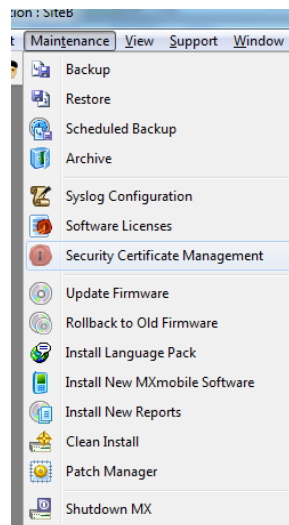 ion : SiteB
t Maintenance View Support Window
Backup
Restore
Scheduled Backup
Archive
Syslog Configuration
Software Licenses
Security Certificate Management
Update Firmware
Rollback to Old Firmware
Install Language Pack
Install New MXmobile Software
Install New Reports
Clean Install
Patch Manager
Shutdown MX